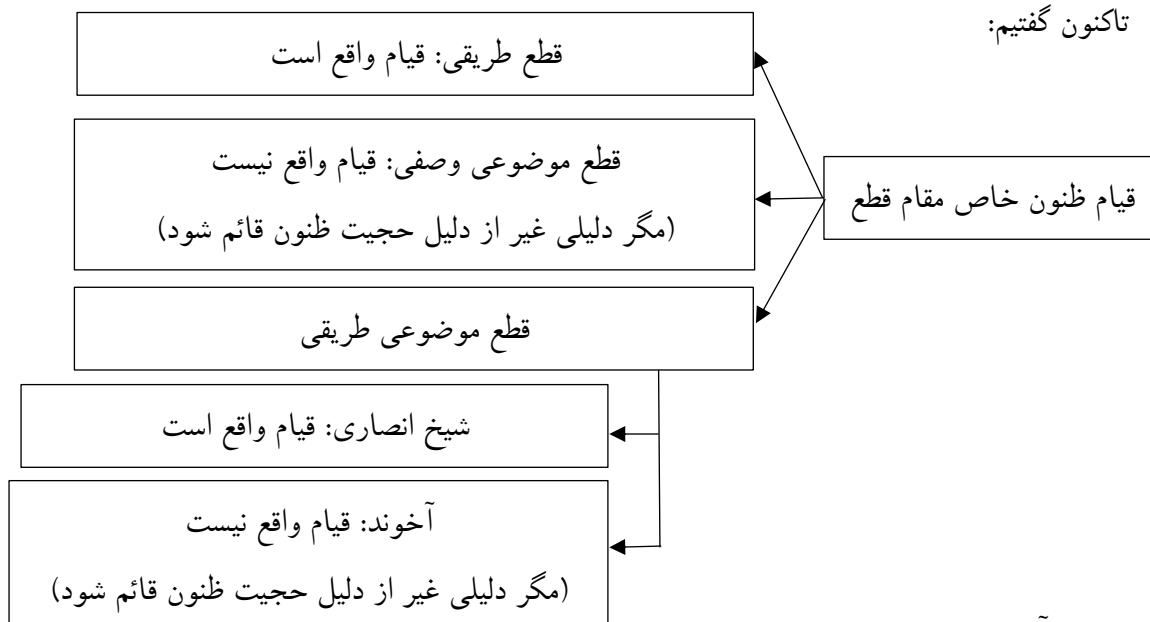 تاکنون گفتیم:
قیام ظنون خاص مقام قطع
قطع طریقی: قیام واقع است
قطع موضوعی وصفی: قیام واقع نیست
(مگر دلیلی غیر از دلیل حجیت ظنون قائم شود)
قطع موضوعی طریقی
شیخ انصاری: قیام واقع است
آخوند: قیام واقع نیست
(مگر دلیلی غیر از دلیل حجیت ظنون قائم شود)